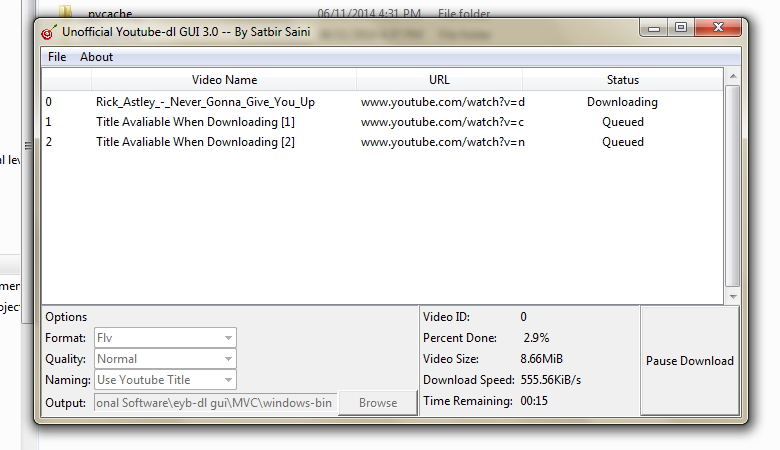 pycache 06/11/2014 4:31 PM File folder
Unofficial Youtube-dl GUI 3.0 -- By Satbir Saini
File About
Video Name URL Status
0 Rick_Astley_-_Never_Gonna_Give_You_Up www.youtube.com/watch?v=d Downloading
1 Title Avaliable When Downloading [1] www.youtube.com/watch?v=c Queued
2 Title Avaliable When Downloading [2] www.youtube.com/watch?v=n Queued
al lev
men
ojec
Options
Format: Flv
Quality: Normal
Naming: Use Youtube Title
Output: onal Software\eyb-dl gui\MVC\windows-bin Browse
Video ID: 0
Percent Done: 2.9%
Video Size: 8.66MiB
Download Speed: 555.56KiB/s
Time Remaining: 00:15
Pause Download